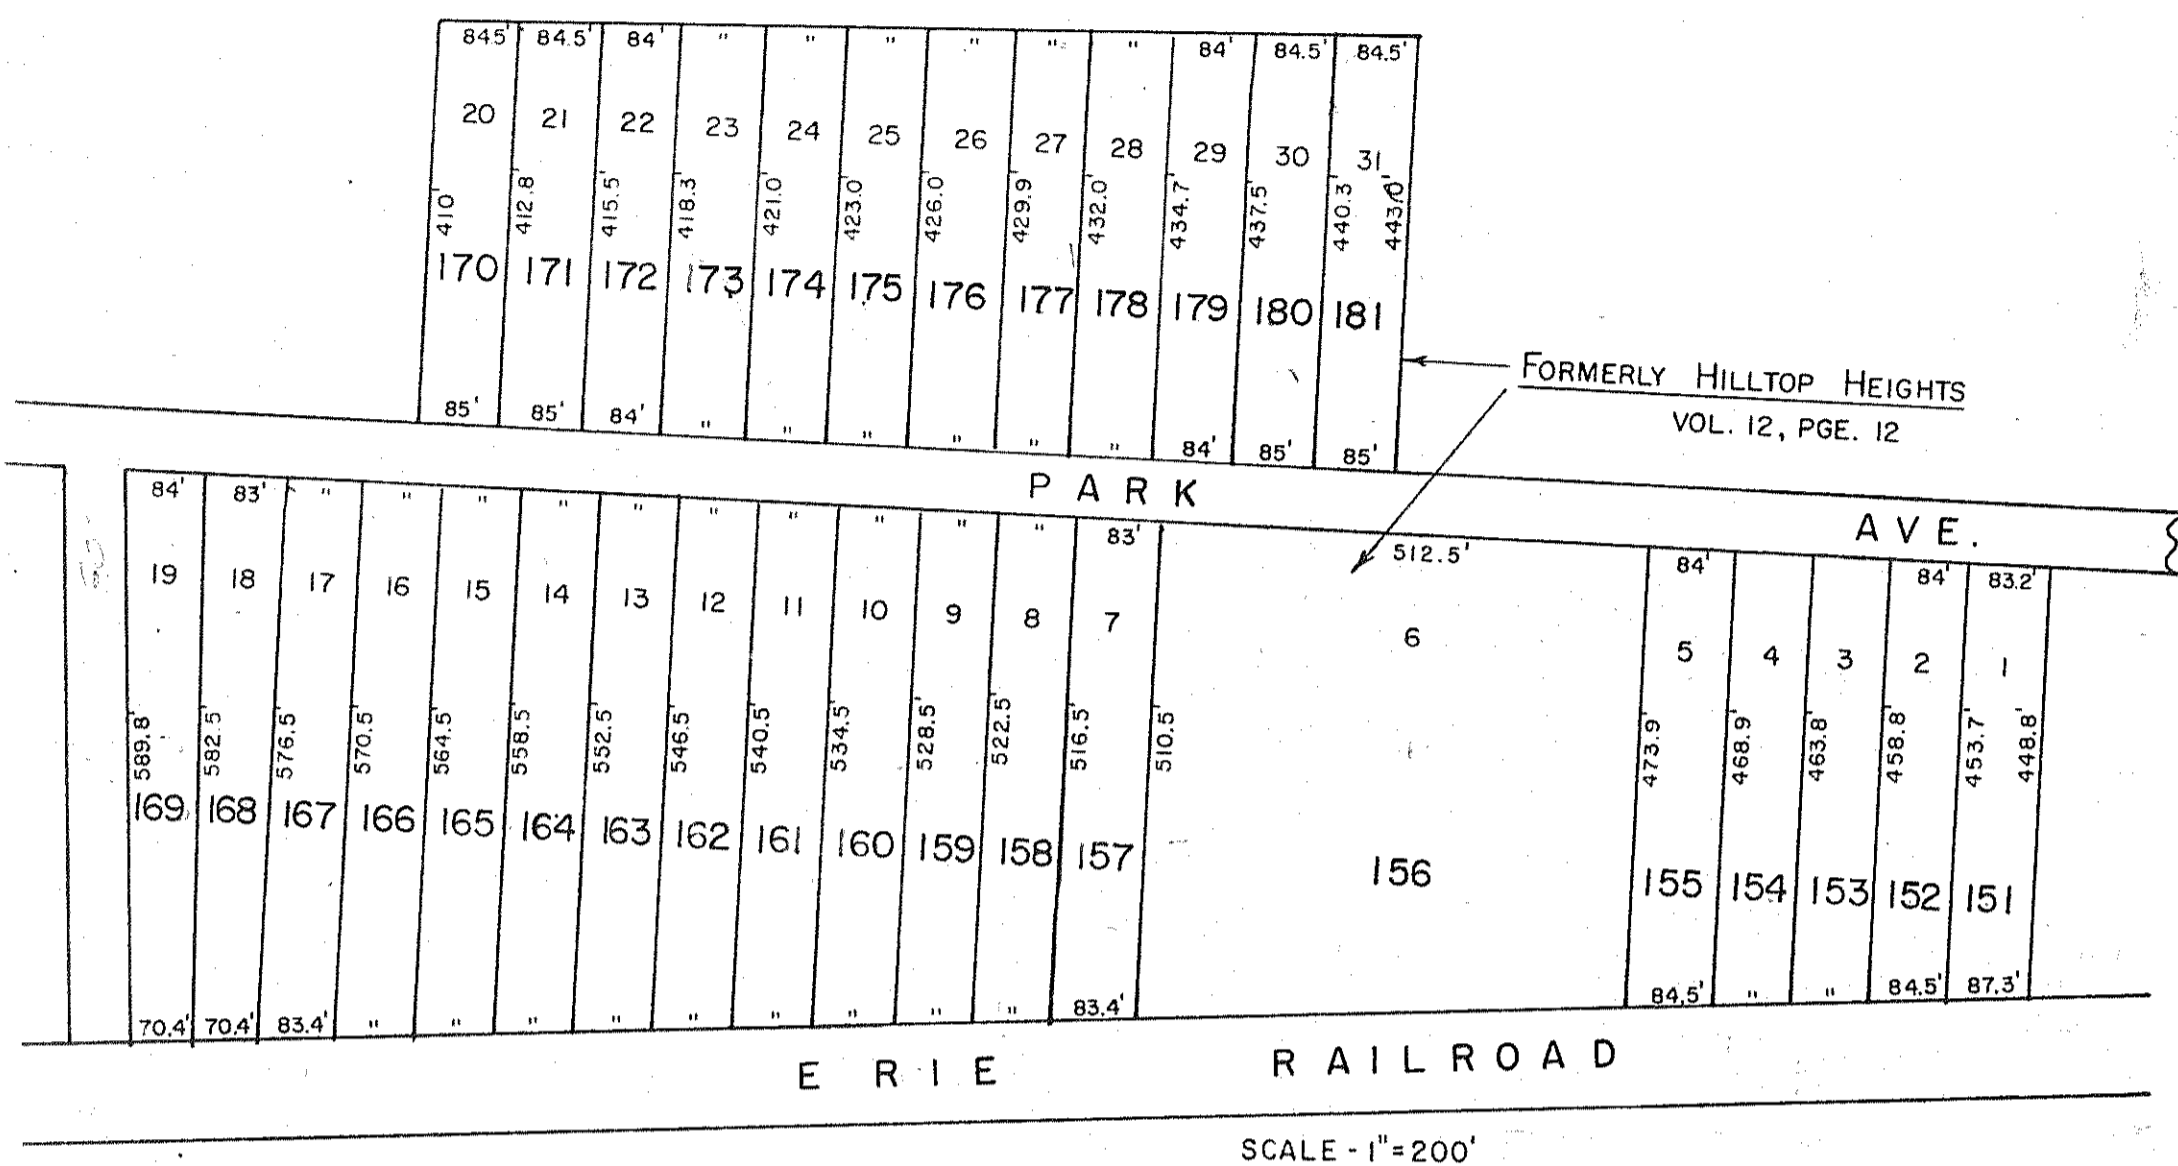 84.5' 84.5' 84' " " " " " " 84' 84.5' 84.5'
20 21 22 23 24 25 26 27 28 29 30 31
410' 412.8' 415.5' 418.3' 421.0' 423.0' 426.0' 429.9' 432.0' 434.7' 437.5' 440.3' 443.0'
170 171 172 173 174 175 176 177 178 179 180 181
85' 85' 84' " " " " " " 84' 85' 85'
FORMERLY HILLTOP HEIGHTS
VOL. 12, PGE. 12
PARK AVE.
84' 83' " " " " " " " " " " 83' 512.5' 84' 84' 83.2'
19 18 17 16 15 14 13 12 11 10 9 8 7 6 5 4 3 2 1
589.8' 582.5' 576.5' 570.5' 564.5' 558.5' 552.5' 546.5' 540.5' 534.5' 528.5' 522.5' 516.5' 510.5' 473.9' 468.9' 463.8' 458.8' 453.7' 448.8'
169 168 167 166 165 164 163 162 161 160 159 158 157 156 155 154 153 152 151
70.4' 70.4' 83.4' " " " " " " " " " 83.4' 84.5' " " 84.5' 87.3'
ERIE RAILROAD
SCALE - 1"=200'